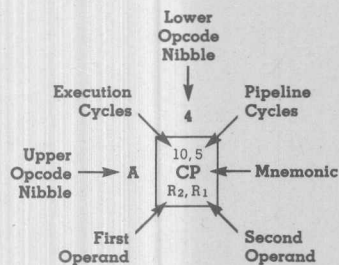 Lower
Opcode
Nibble
Execution
Cycles
Pipeline
Cycles
4
Upper
Opcode
Nibble
A
10,5
CP
R2,R1
Mnemonic
First
Operand
Second
Operand